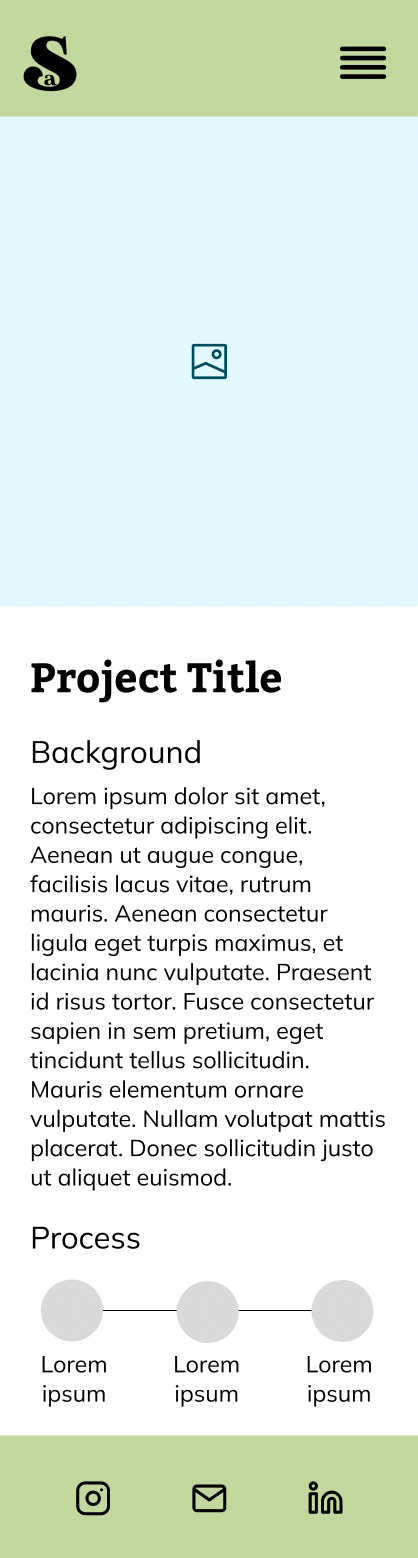 Sa
Project Title
Background
Lorem ipsum dolor sit amet,
consectetur adipiscing elit.
Aenean ut augue congue,
facilisis lacus vitae, rutrum
mauris. Aenean consectetur
ligula eget turpis maximus, et
lacinia nunc vulputate. Praesent
id risus tortor. Fusce consectetur
sapien in sem pretium, eget
tincidunt tellus sollicitudin.
Mauris elementum ornare
vulputate. Nullam volutpat mattis
placerat. Donec sollicitudin justo
ut aliquet euismod.
Process
Lorem Lorem Lorem
ipsum ipsum ipsum
in